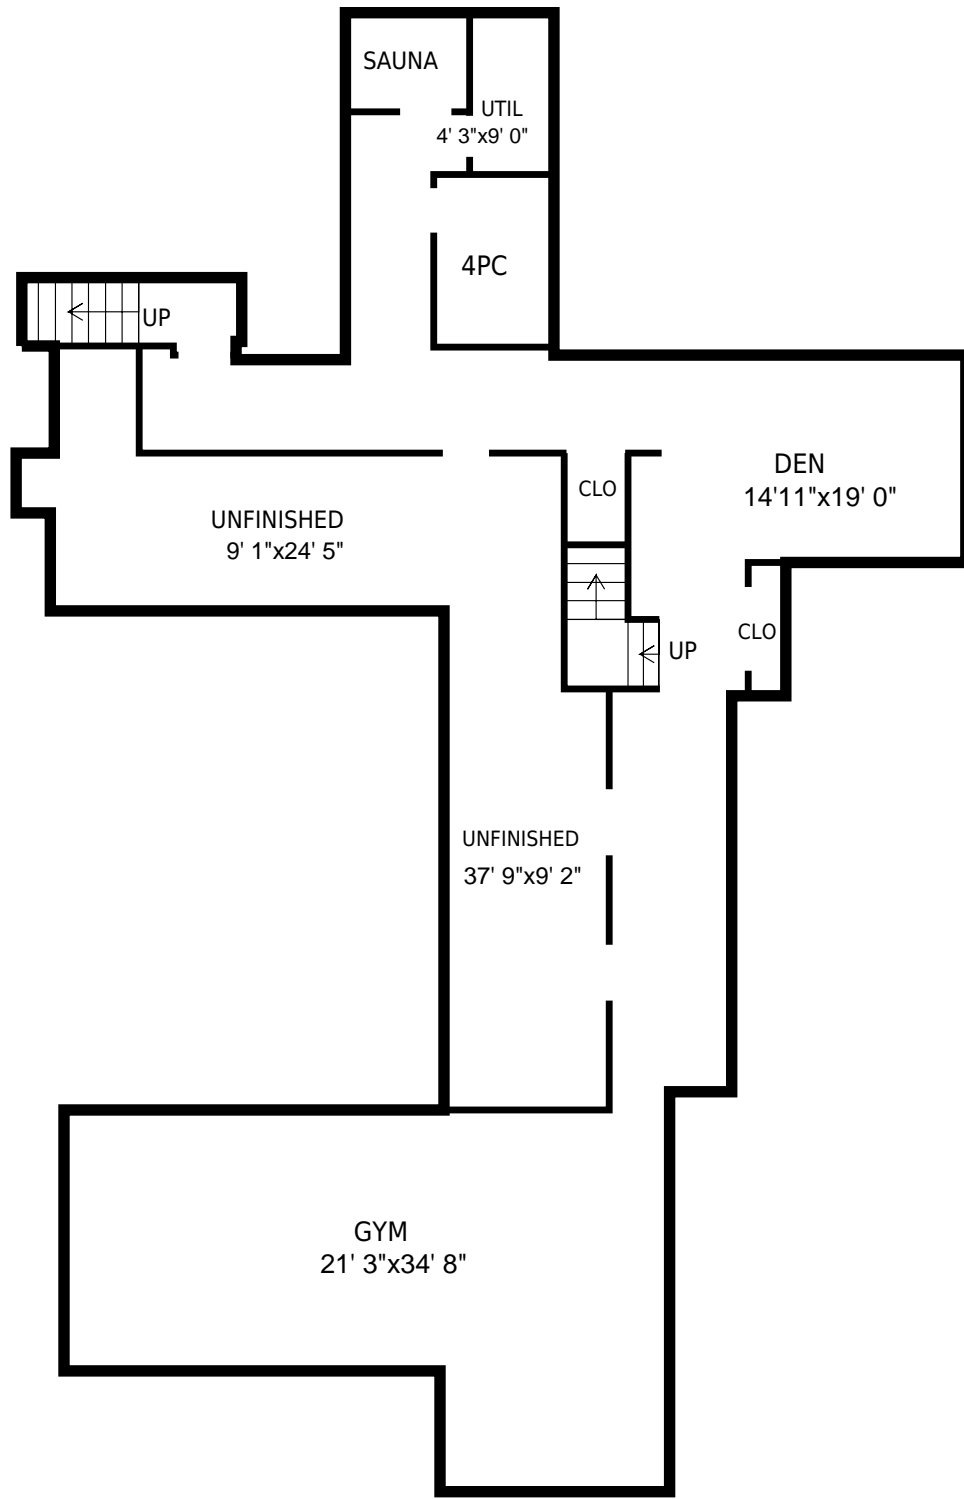 SAUNA
UTIL
4' 3"x9' 0"
4PC
UP
DEN
14'11"x19' 0"
CLO
UNFINISHED
9' 1"x24' 5"
CLO
UP
UNFINISHED
37' 9"x9' 2"
GYM
21' 3"x34' 8"